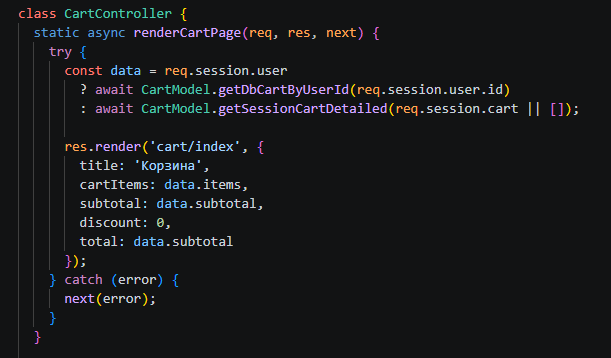 class CartController {
static async renderCartPage(req, res, next) {
try {
const data = req.session.user
? await CartModel.getDbCartByUserId(req.session.user.id)
: await CartModel.getSessionCartDetailed(req.session.cart || []);
res.render('cart/index', {
title: 'Корзина',
cartItems: data.items,
subtotal: data.subtotal,
discount: 0,
total: data.subtotal
});
} catch (error) {
next(error);
}
}